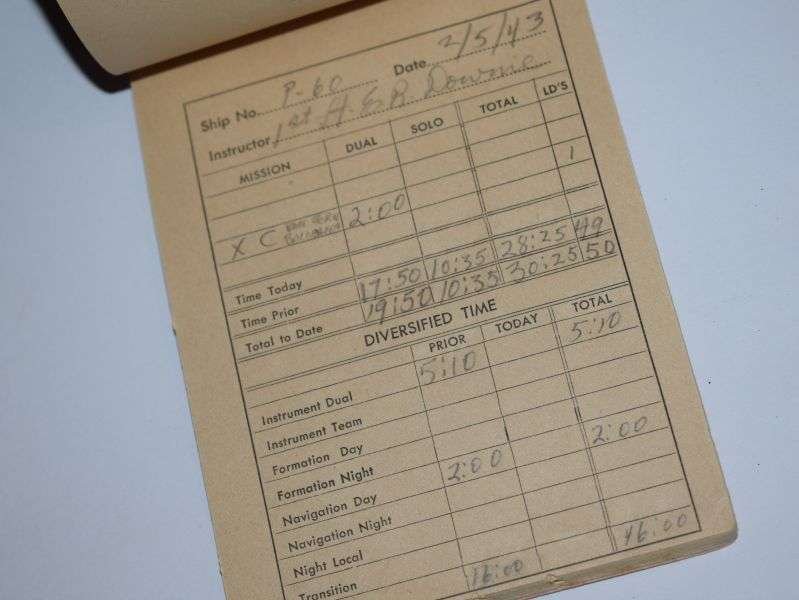 Ship No. P-60 Date 2/5/43
Instructor 1st H. E. R Downs
MISSION DUAL SOLO TOTAL LD'S
1
X C 2:00
Time Today
Time Prior 17:50 10:35 28:25 49
Total to Date 19:50 10:35 30:25 50
DIVERSIFIED TIME
PRIOR TODAY TOTAL
Instrument Dual 5:10 5:10
Instrument Team
Formation Day
Formation Night
Navigation Day 2:00 2:00
Navigation Night
Night Local
Transition 16:00 16:00